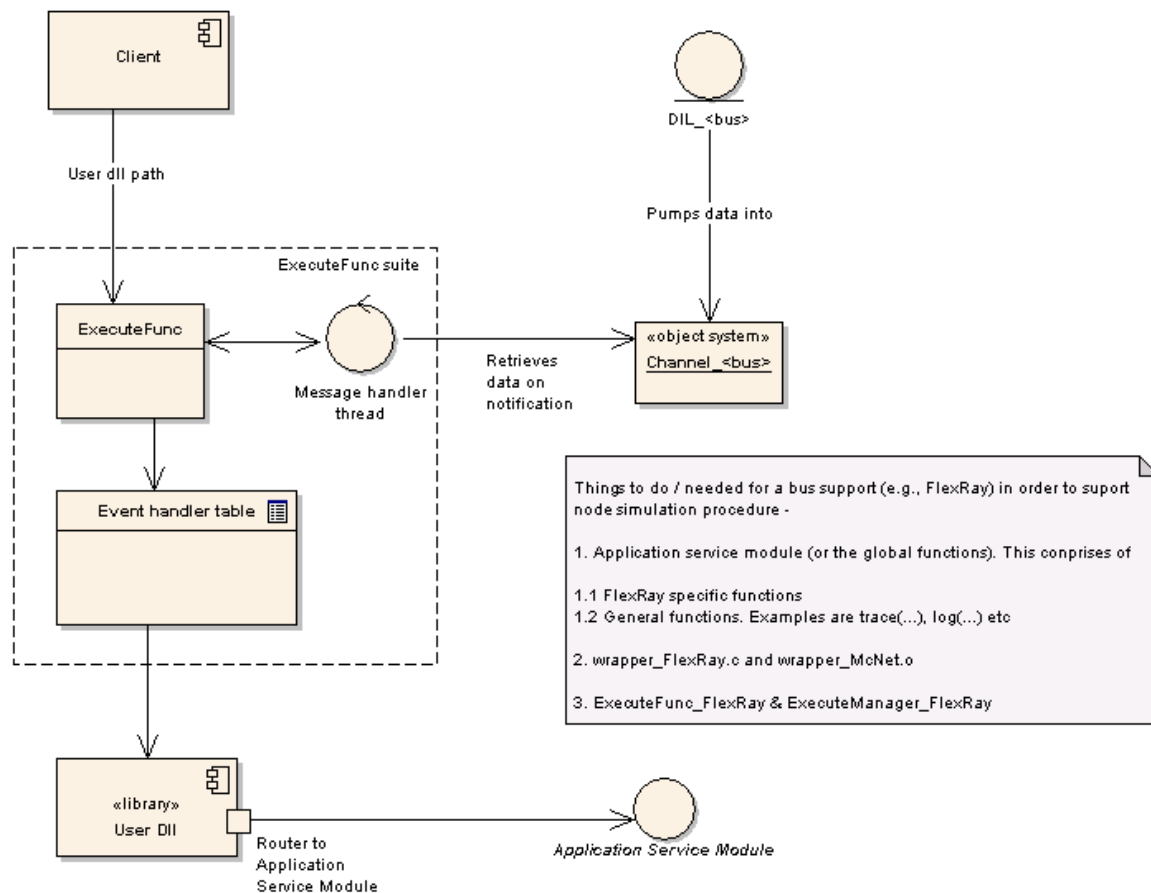 Client
DIL_<bus>
User dll path
Pumps data into
ExecuteFunc suite
ExecuteFunc
«object system»
Channel_<bus>
Retrieves
data on
notification
Message handler
thread
Event handler table
Things to do / needed for a bus support (e.g., FlexRay) in order to suport
node simulation procedure -
1. Application service module (or the global functions). This conprises of
1.1 FlexRay specific functions
1.2 General functions. Examples are trace(...), log(...) etc
2. wrapper_FlexRay.c and wrapper_McNet.o
3. ExecuteFunc_FlexRay & ExecuteManager_FlexRay
«library»
User Dll
Router to
Application
Service Module
Application Service Module